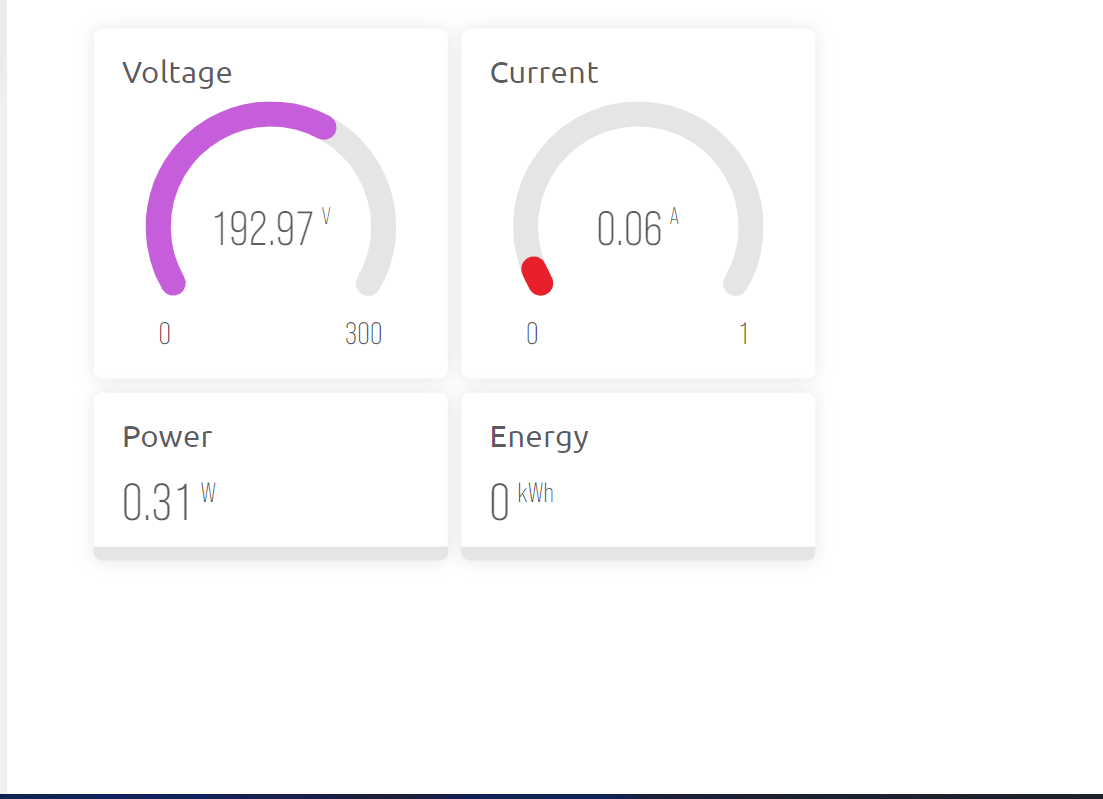 Voltage
192.97 V
0 300
Current
0.06 A
0 1
Power
0.31 W
Energy
0 kWh